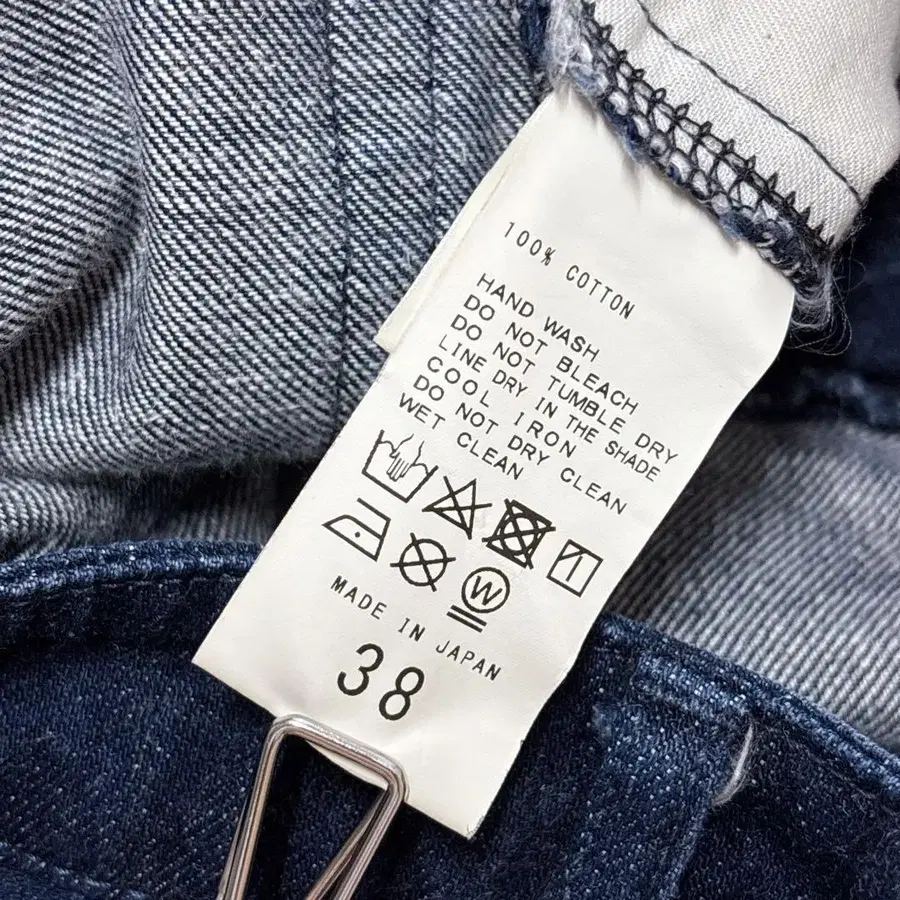 100% COTTON
HAND WASH
DO NOT BLEACH
DO NOT TUMBLE DRY
LINE DRY IN THE SHADE
COOL IRON
DO NOT DRY CLEAN
WET CLEAN
W
MADE IN JAPAN
38